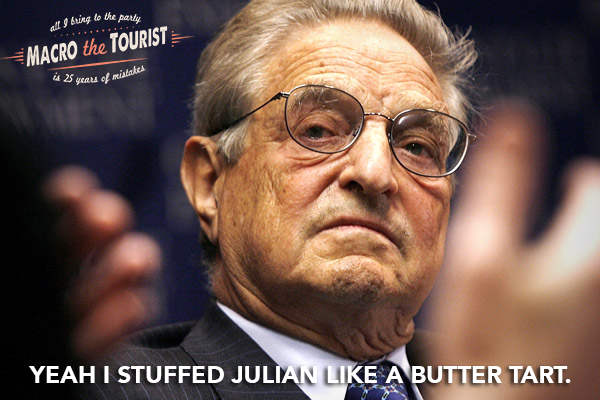 all I bring to the party
MACRO the TOURIST
is 25 years of mistakes
YEAH I STUFFED JULIAN LIKE A BUTTER TART.